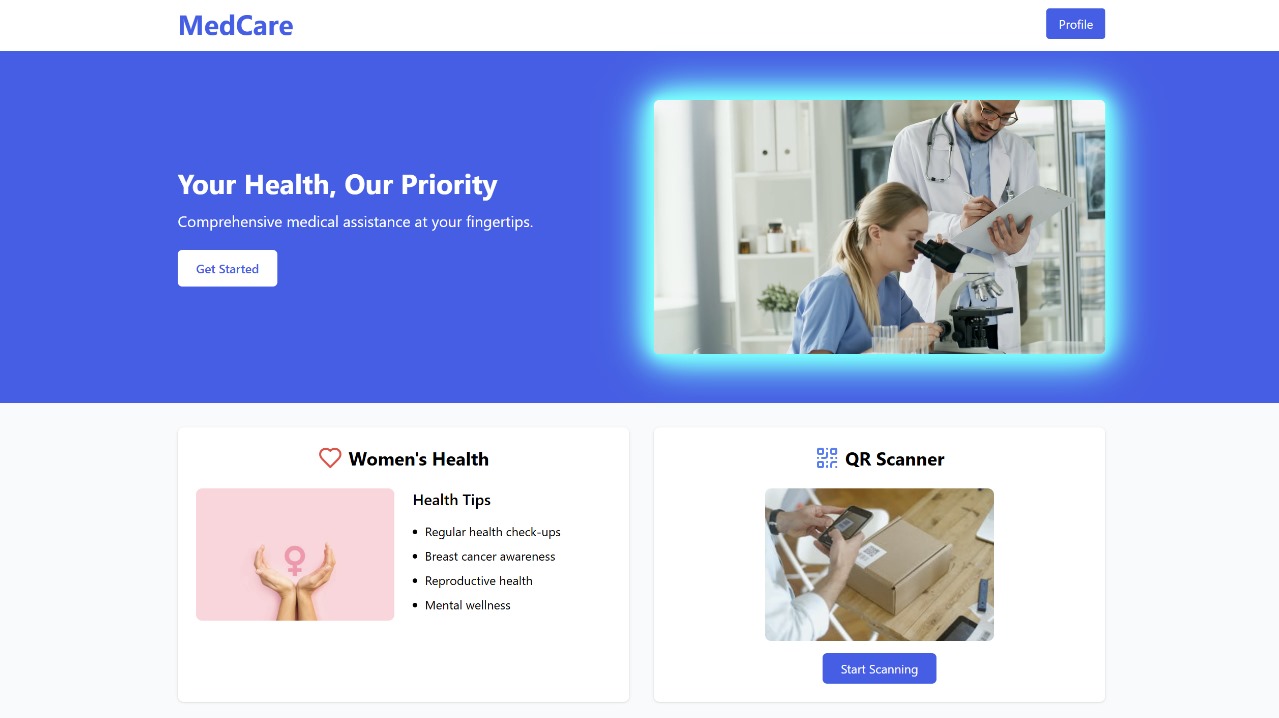 MedCare
Profile
Your Health, Our Priority
Comprehensive medical assistance at your fingertips.
Get Started
Women's Health
Health Tips
Regular health check-ups
Breast cancer awareness
Reproductive health
Mental wellness
QR Scanner
Start Scanning